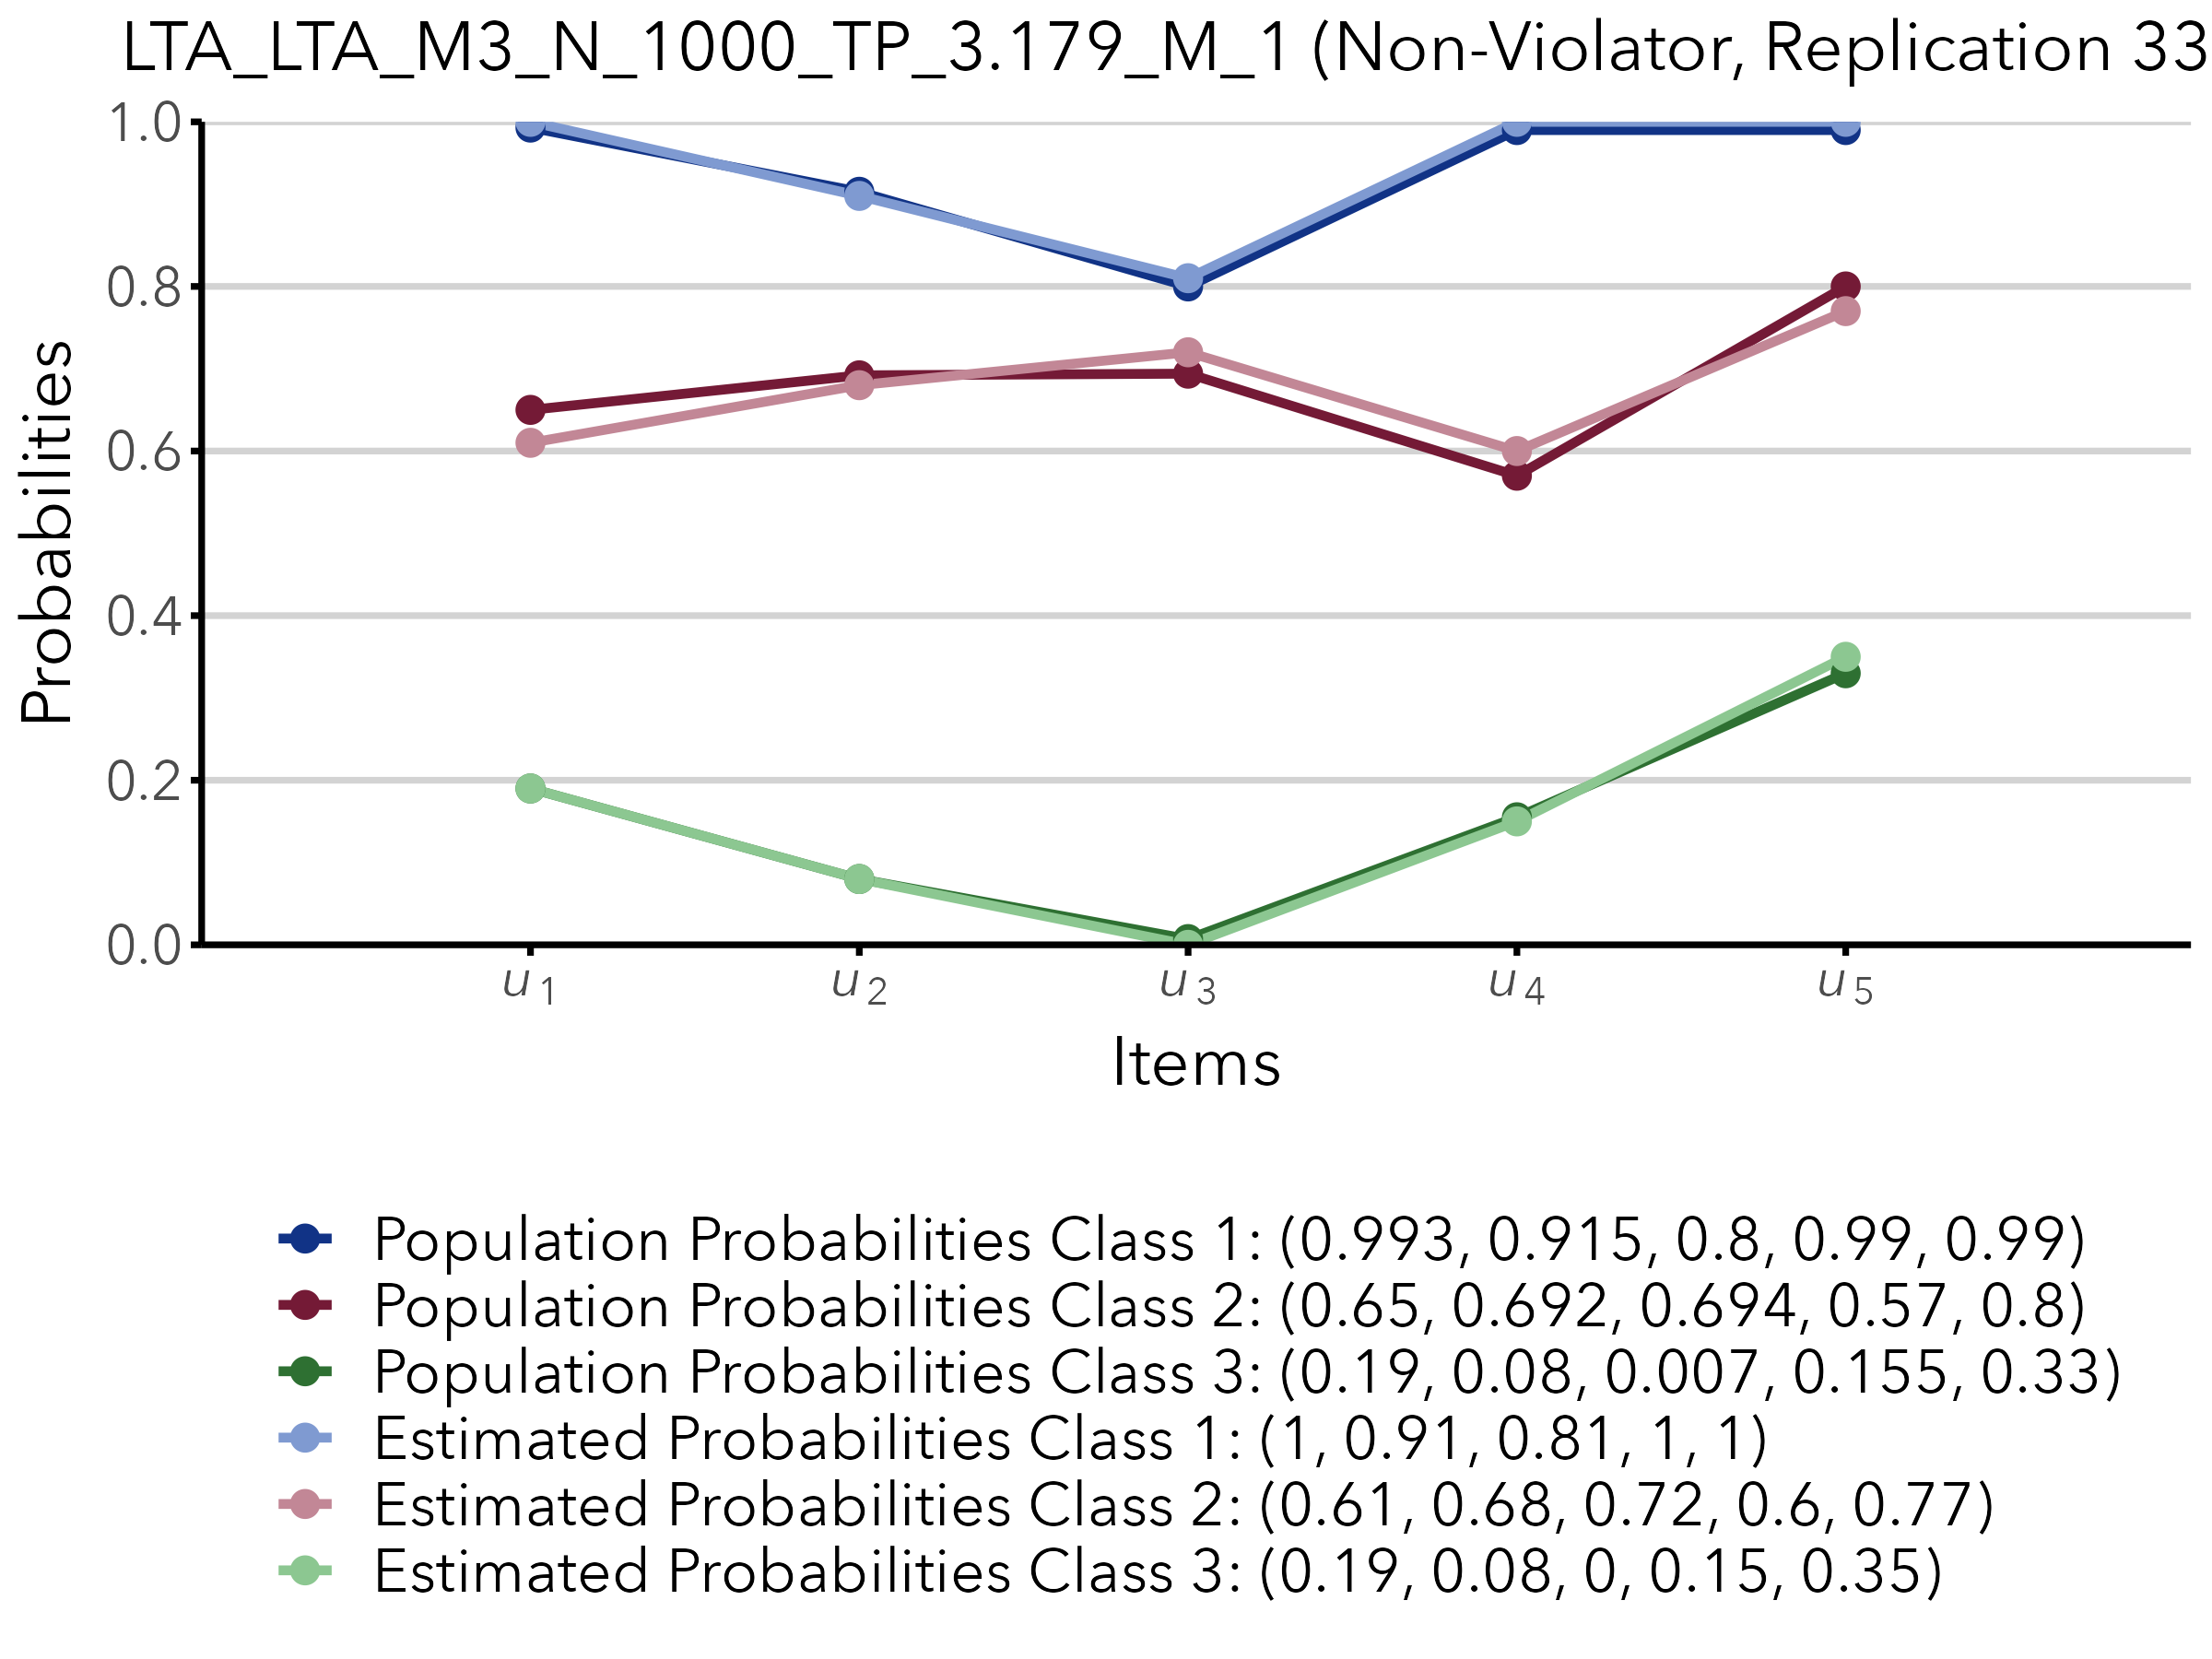 LTA_LTA_M3_N_1000_TP_3.179_M_1 (Non-Violator, Replication 33
1.0
0.8
0.6
0.4
0.2
0.0
Probabilities
u1 u2 u3 u4 u5
Items
Population Probabilities Class 1: (0.993, 0.915, 0.8, 0.99, 0.99)
Population Probabilities Class 2: (0.65, 0.692, 0.694, 0.57, 0.8)
Population Probabilities Class 3: (0.19, 0.08, 0.007, 0.155, 0.33)
Estimated Probabilities Class 1: (1, 0.91, 0.81, 1, 1)
Estimated Probabilities Class 2: (0.61, 0.68, 0.72, 0.6, 0.77)
Estimated Probabilities Class 3: (0.19, 0.08, 0, 0.15, 0.35)